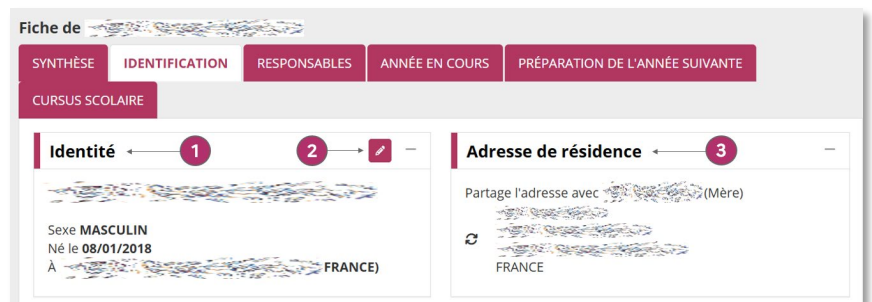 Fiche de
SYNTHÈSE IDENTIFICATION RESPONSABLES ANNÉE EN COURS PRÉPARATION DE L'ANNÉE SUIVANTE
CURSUS SCOLAIRE
Identité 1 2
Adresse de résidence 3
Sexe MASCULIN
Né le 08/01/2018
À FRANCE)
Partage l'adresse avec (Mère)
FRANCE